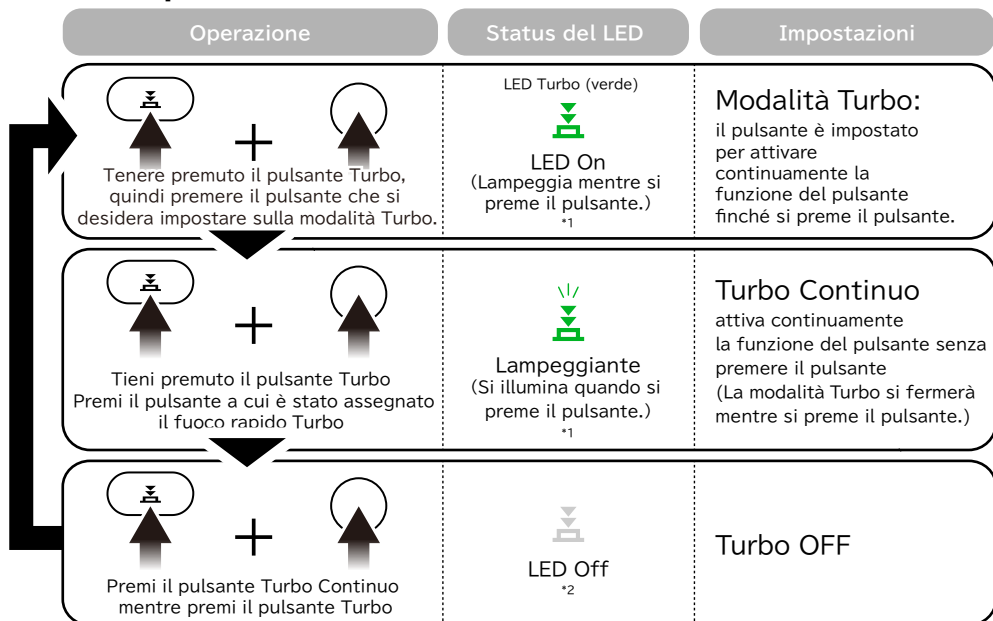 Operazione
Status del LED
Impostazioni
Tenere premuto il pulsante Turbo,
quindi premere il pulsante che si
desidera impostare sulla modalità Turbo.
LED Turbo (verde)
LED On
(Lampeggia mentre si
preme il pulsante.)
*1
Modalità Turbo:
il pulsante è impostato
per attivare
continuamente la
funzione del pulsante
finché si preme il pulsante.
Tieni premuto il pulsante Turbo
Premi il pulsante a cui è stato assegnato
il fuoco rapido Turbo
Lampeggiante
(Si illumina quando si
preme il pulsante.)
*1
Turbo Continuo
attiva continuamente
la funzione del pulsante senza
premere il pulsante
(La modalità Turbo si fermerà
mentre si preme il pulsante.)
Premi il pulsante Turbo Continuo
mentre premi il pulsante Turbo
LED Off
*2
Turbo OFF